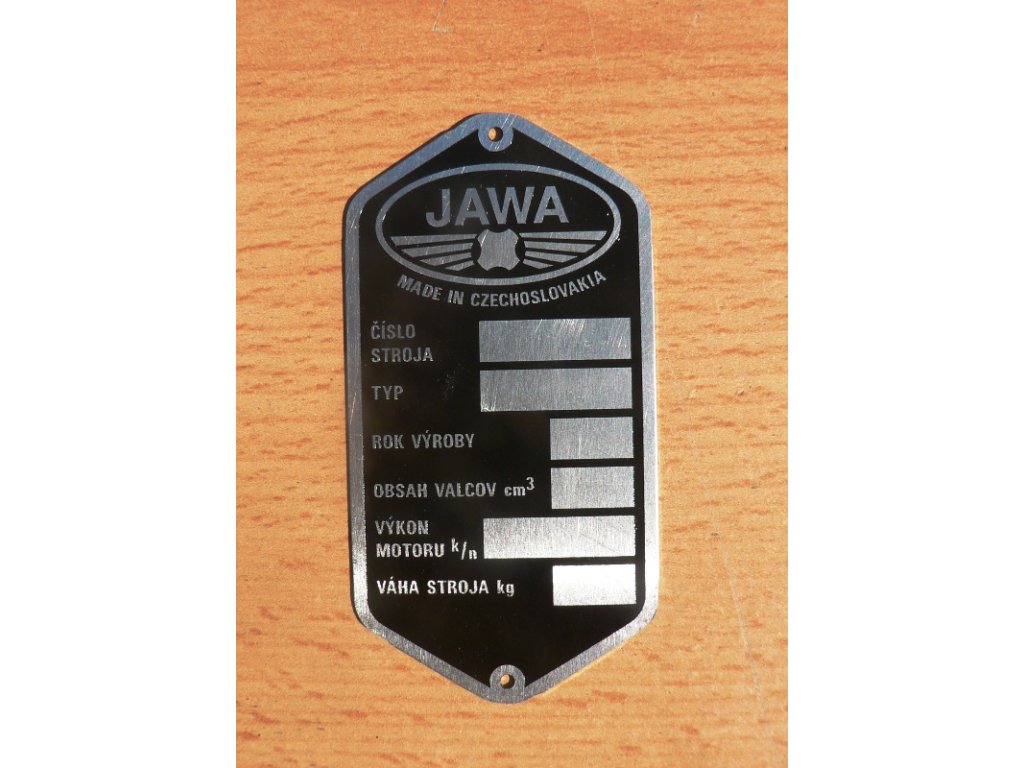 JAWA
MADE IN CZECHOSLOVAKIA
ČÍSLO
STROJA
TYP
ROK VÝROBY
OBSAH VALCOV cm³
VÝKON
MOTORU k/n
VÁHA STROJA kg